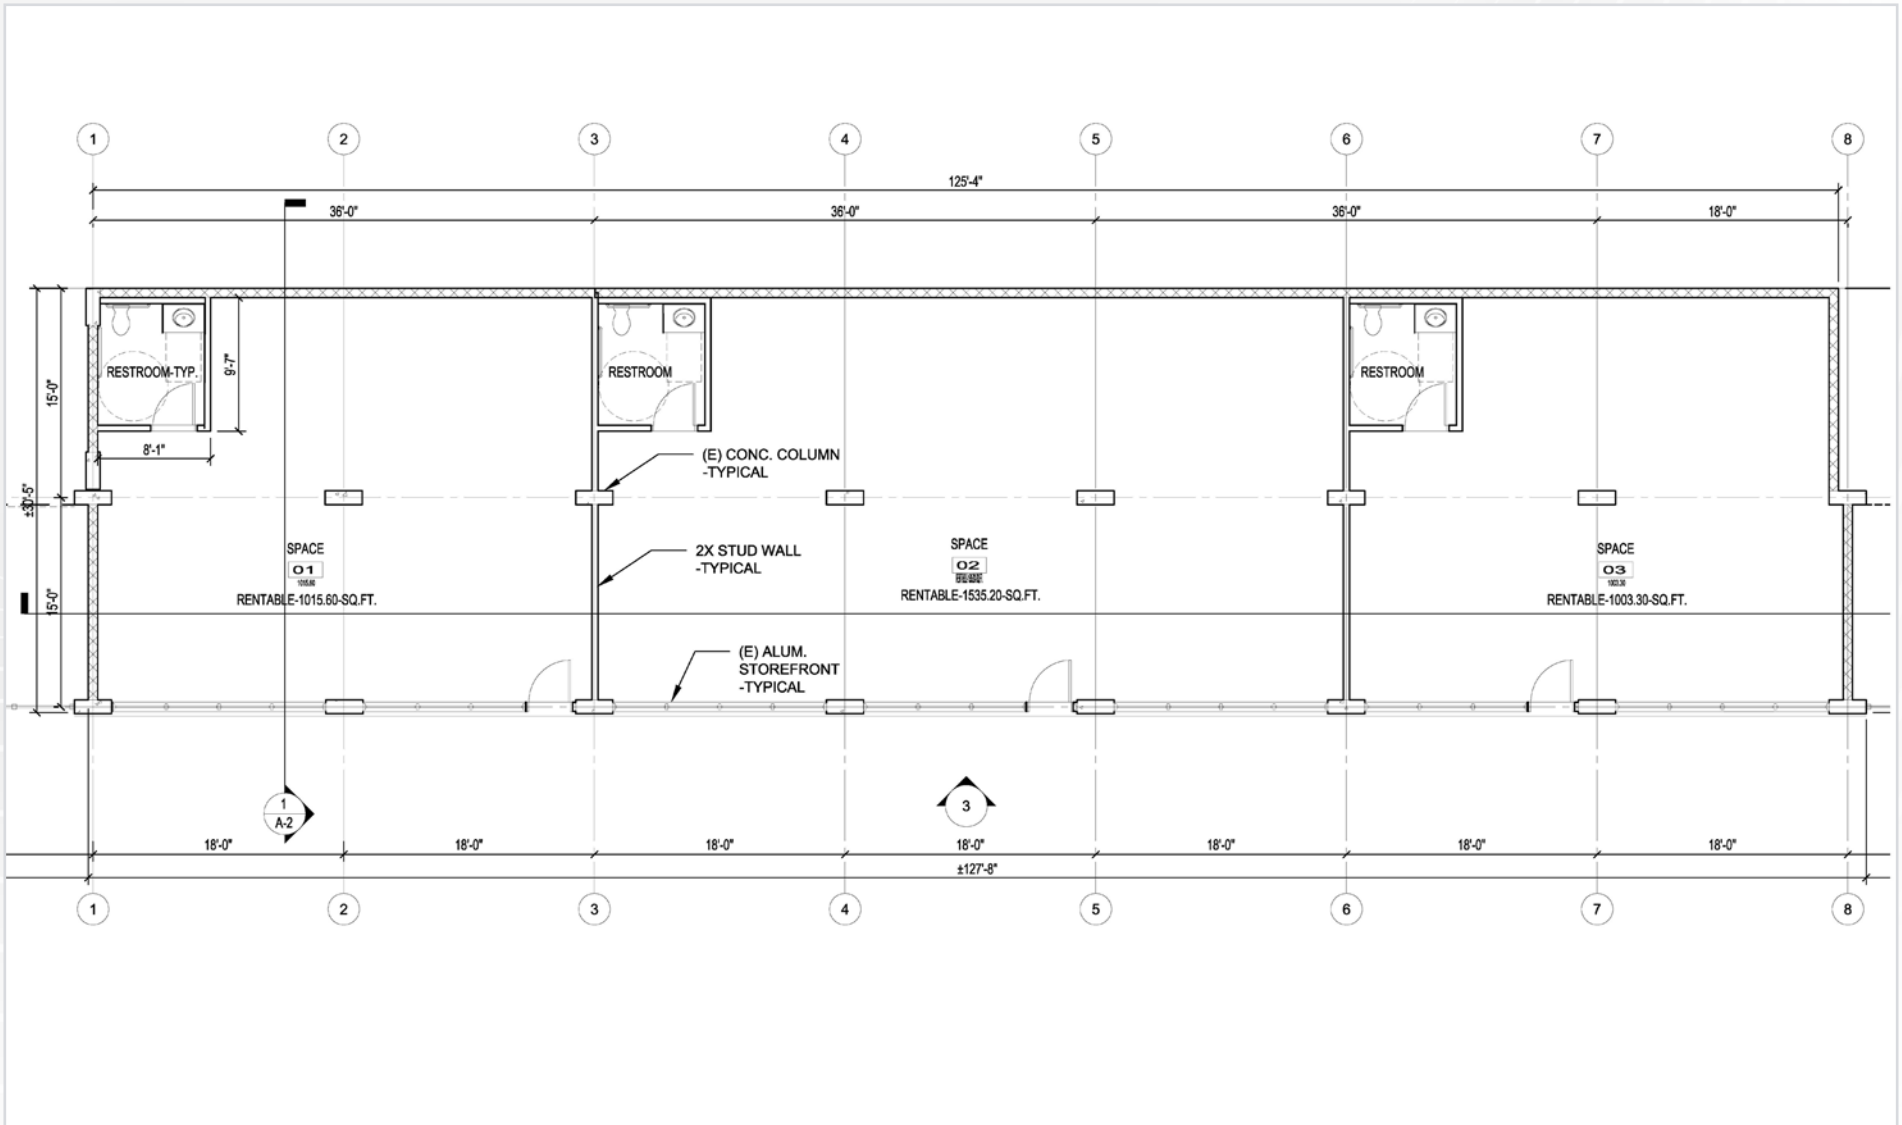 1 2 3 4 5 6 7 8
125'-4"
36'-0" 36'-0" 36'-0" 18'-0"
RESTROOM-TYP.
9'-7"
RESTROOM
RESTROOM
15'-0"
8'-1"
(E) CONC. COLUMN
-TYPICAL
±30'-5"
SPACE
01
1015.60
RENTABLE-1015.60-SQ.FT.
2X STUD WALL
-TYPICAL
SPACE
02
RENTABLE-1535.20-SQ.FT.
SPACE
03
1003.30
RENTABLE-1003.30-SQ.FT.
15'-0"
(E) ALUM.
STOREFRONT
-TYPICAL
1
A-2
3
18'-0" 18'-0" 18'-0" 18'-0" 18'-0" 18'-0" 18'-0"
±127'-8"
1 2 3 4 5 6 7 8